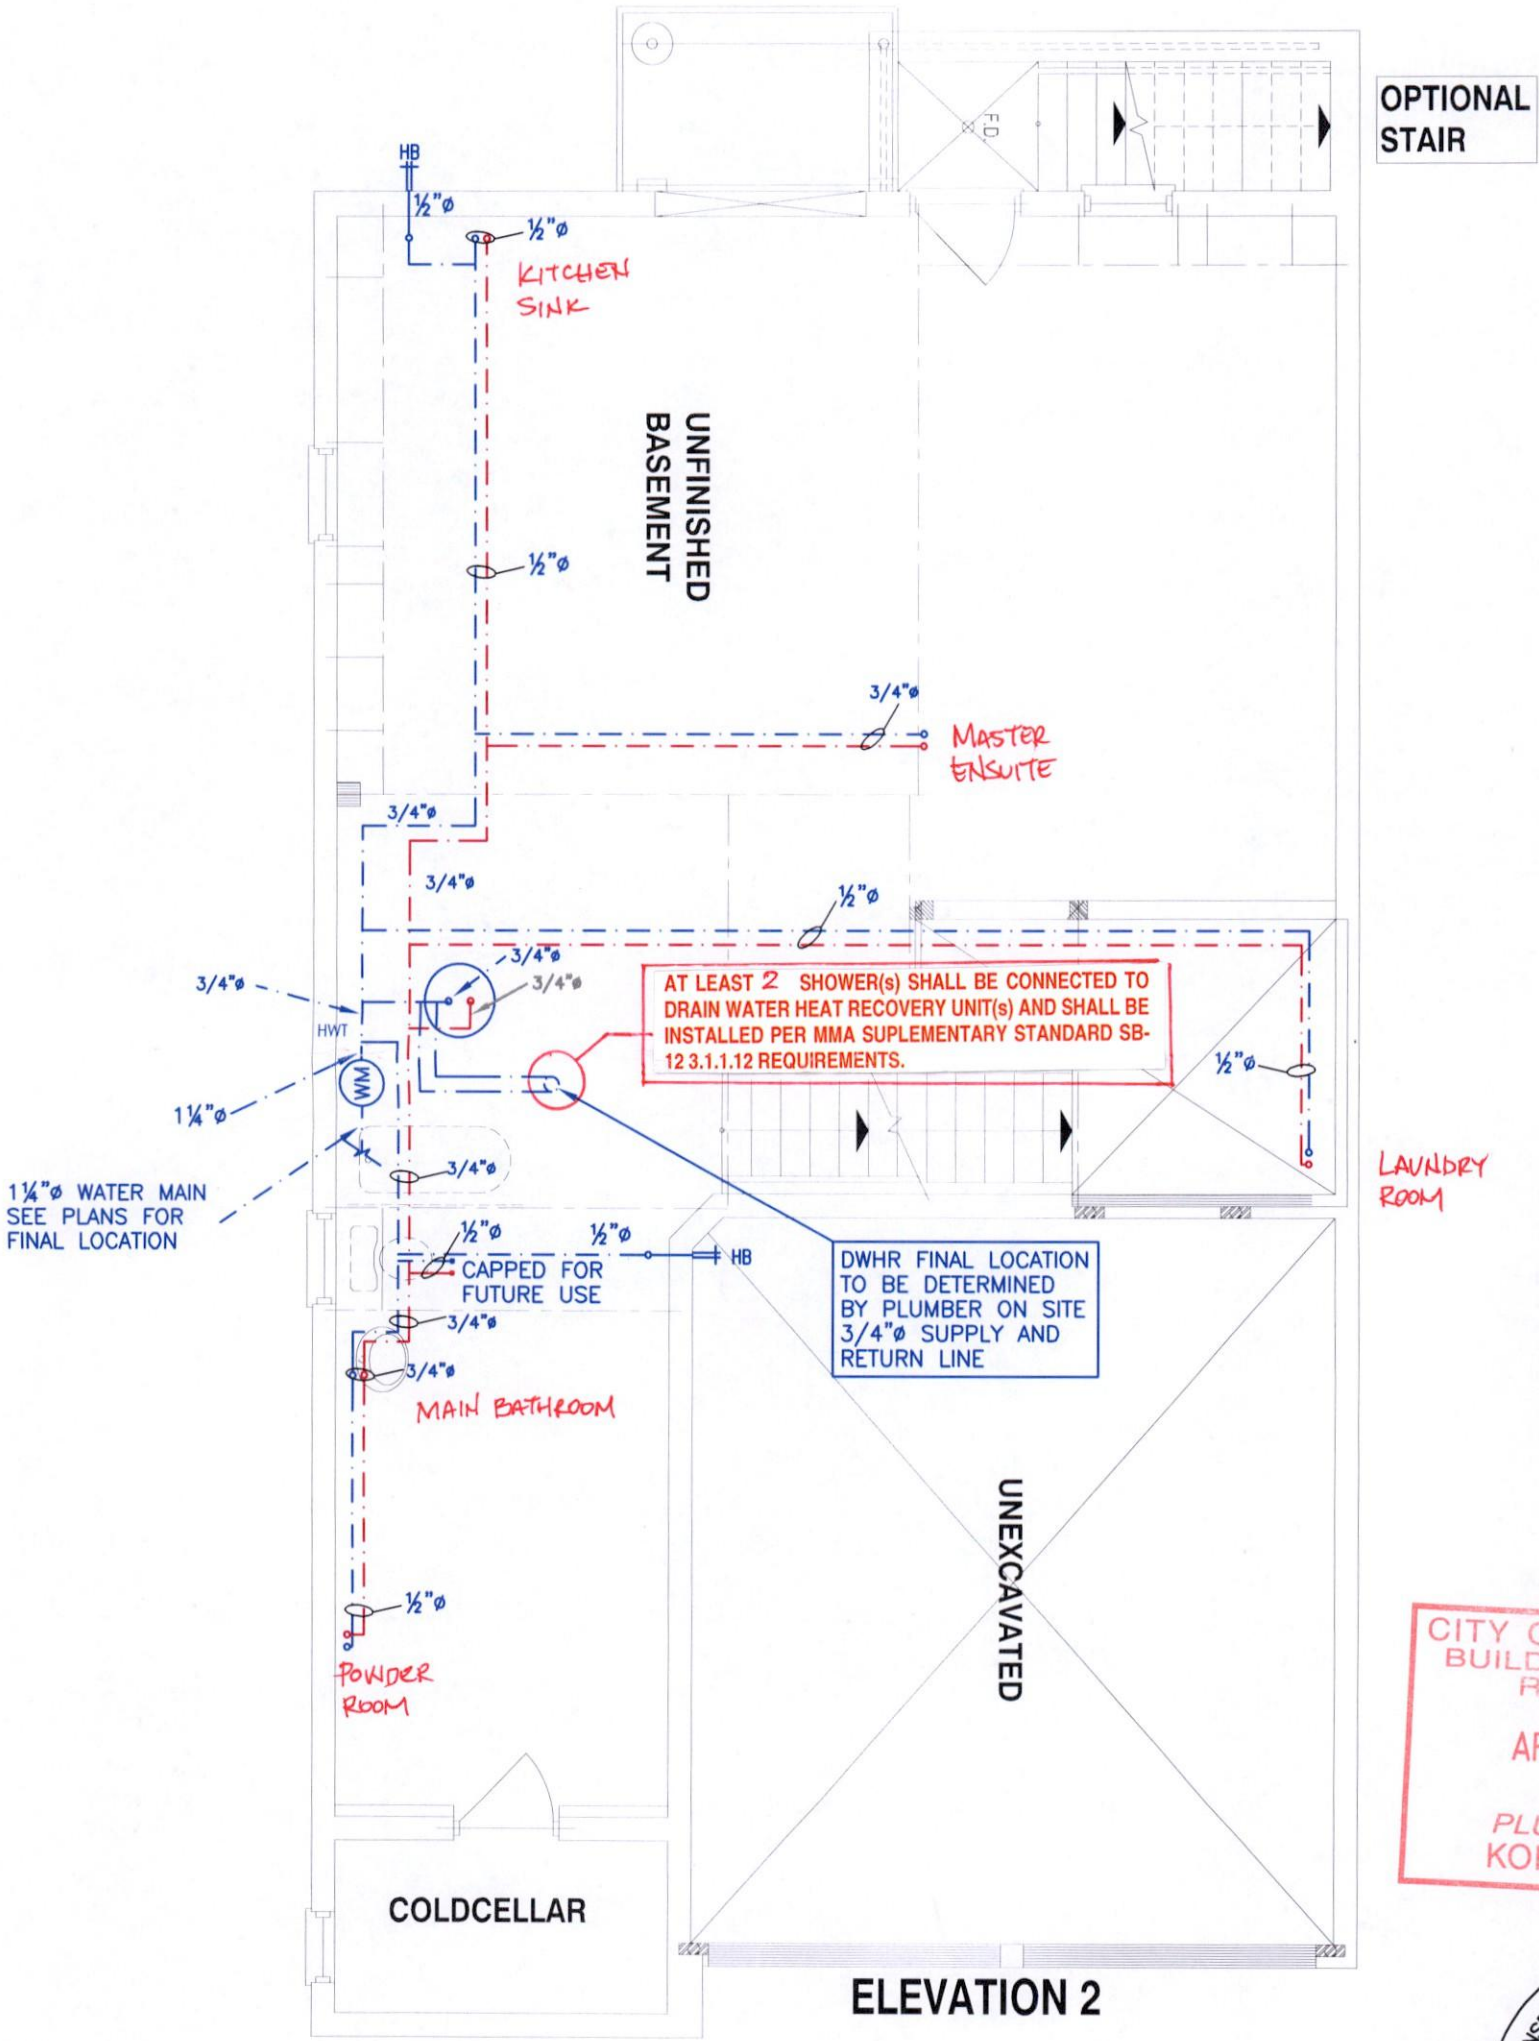 OPTIONAL
STAIR
F.D.
HB
½"ø
½"ø
KITCHEN
SINK
UNFINISHED
BASEMENT
½"ø
3/4"ø
MASTER
ENSUITE
3/4"ø
3/4"ø
½"ø
3/4"ø
3/4"ø
3/4"ø
HWT
AT LEAST 2 SHOWER(s) SHALL BE CONNECTED TO
DRAIN WATER HEAT RECOVERY UNIT(s) AND SHALL BE
INSTALLED PER MMA SUPLEMENTARY STANDARD SB-
12 3.1.1.12 REQUIREMENTS.
½"ø
WM
1¼"ø
3/4"ø
1¼"ø WATER MAIN
SEE PLANS FOR
FINAL LOCATION
LAUNDRY
ROOM
½"ø
½"ø
HB
CAPPED FOR
FUTURE USE
DWHR FINAL LOCATION
TO BE DETERMINED
BY PLUMBER ON SITE
3/4"ø SUPPLY AND
RETURN LINE
3/4"ø
3/4"ø
MAIN BATHROOM
UNEXCAVATED
½"ø
POWDER
ROOM
CITY
BUILD
R
AP
PLU
KO
COLDCELLAR
ELEVATION 2